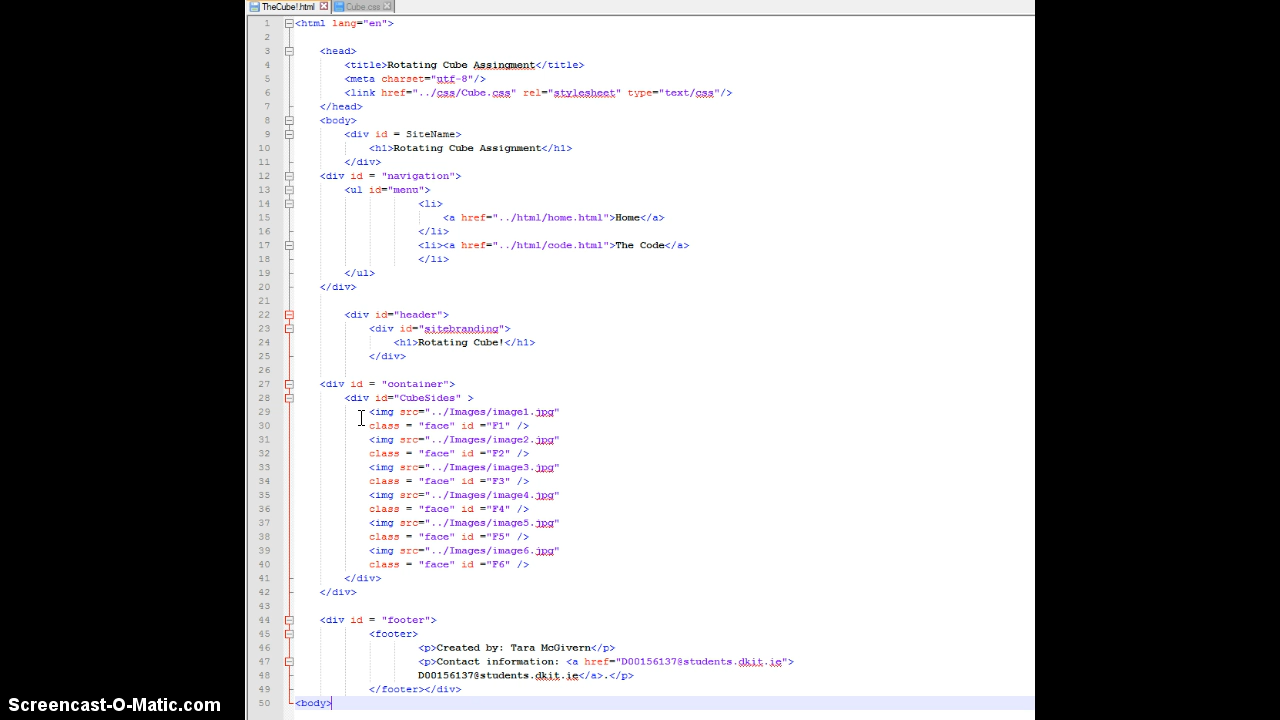 TheCube!.html Cube.css
1 <html lang="en">
2
3 <head>
4 <title>Rotating Cube Assingment</title>
5 <meta charset="utf-8"/>
6 <link href="../css/Cube.css" rel="stylesheet" type="text/css"/>
7 </head>
8 <body>
9 <div id = SiteName>
10 <h1>Rotating Cube Assignment</h1>
11 </div>
12 <div id = "navigation">
13 <ul id="menu">
14 <li>
15 <a href="../html/home.html">Home</a>
16 </li>
17 <li><a href="../html/code.html">The Code</a>
18 </li>
19 </ul>
20 </div>
21
22 <div id="header">
23 <div id="sitebranding">
24 <h1>Rotating Cube!</h1>
25 </div>
26
27 <div id = "container">
28 <div id="CubeSides" >
29 <img src="../Images/image1.jpg"
30 class = "face" id ="F1" />
31 <img src="../Images/image2.jpg"
32 class = "face" id ="F2" />
33 <img src="../Images/image3.jpg"
34 class = "face" id ="F3" />
35 <img src="../Images/image4.jpg"
36 class = "face" id ="F4" />
37 <img src="../Images/image5.jpg"
38 class = "face" id ="F5" />
39 <img src="../Images/image6.jpg"
40 class = "face" id ="F6" />
41 </div>
42 </div>
43
44 <div id = "footer">
45 <footer>
46 <p>Created by: Tara McGivern</p>
47 <p>Contact information: <a href="D00156137@students.dkit.ie">
48 D00156137@students.dkit.ie</a>.</p>
49 </footer></div>
50 <body>
Screencast-O-Matic.com